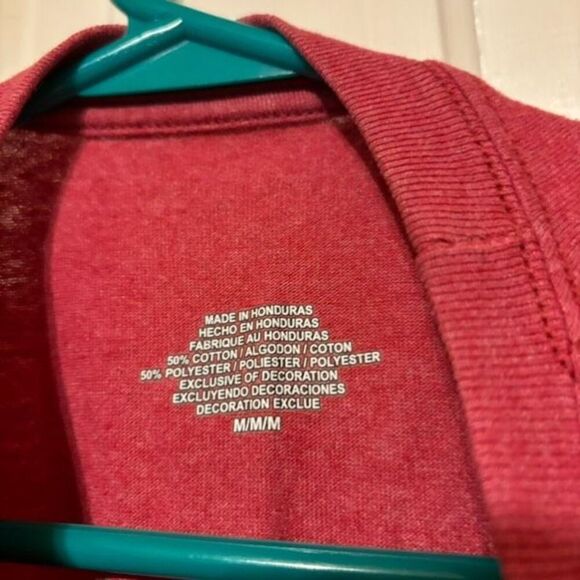 MADE IN HONDURAS
HECHO EN HONDURAS
FABRIQUE AU HONDURAS
50% COTTON / ALGODON / COTON
50% POLYESTER / POLIESTER / POLYESTER
EXCLUSIVE OF DECORATION
EXCLUYENDO DECORACIONES
DECORATION EXCLUE
M/M/M